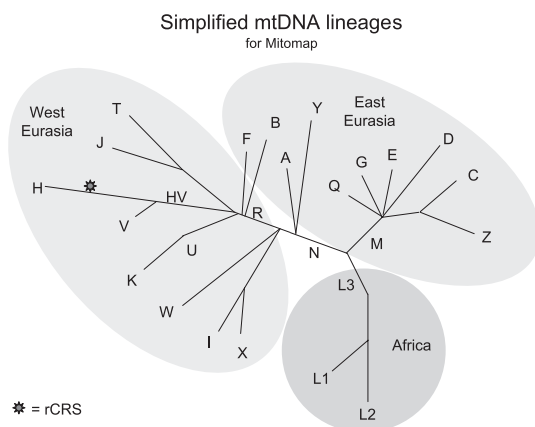 Simplified mtDNA lineages
for Mitomap
West
Eurasia
East
Eurasia
T
J
H
HV
V
U
K
W
I
X
F
B
R
A
Y
N
G
E
D
Q
C
M
Z
L3
Africa
L1
L2
= rCRS